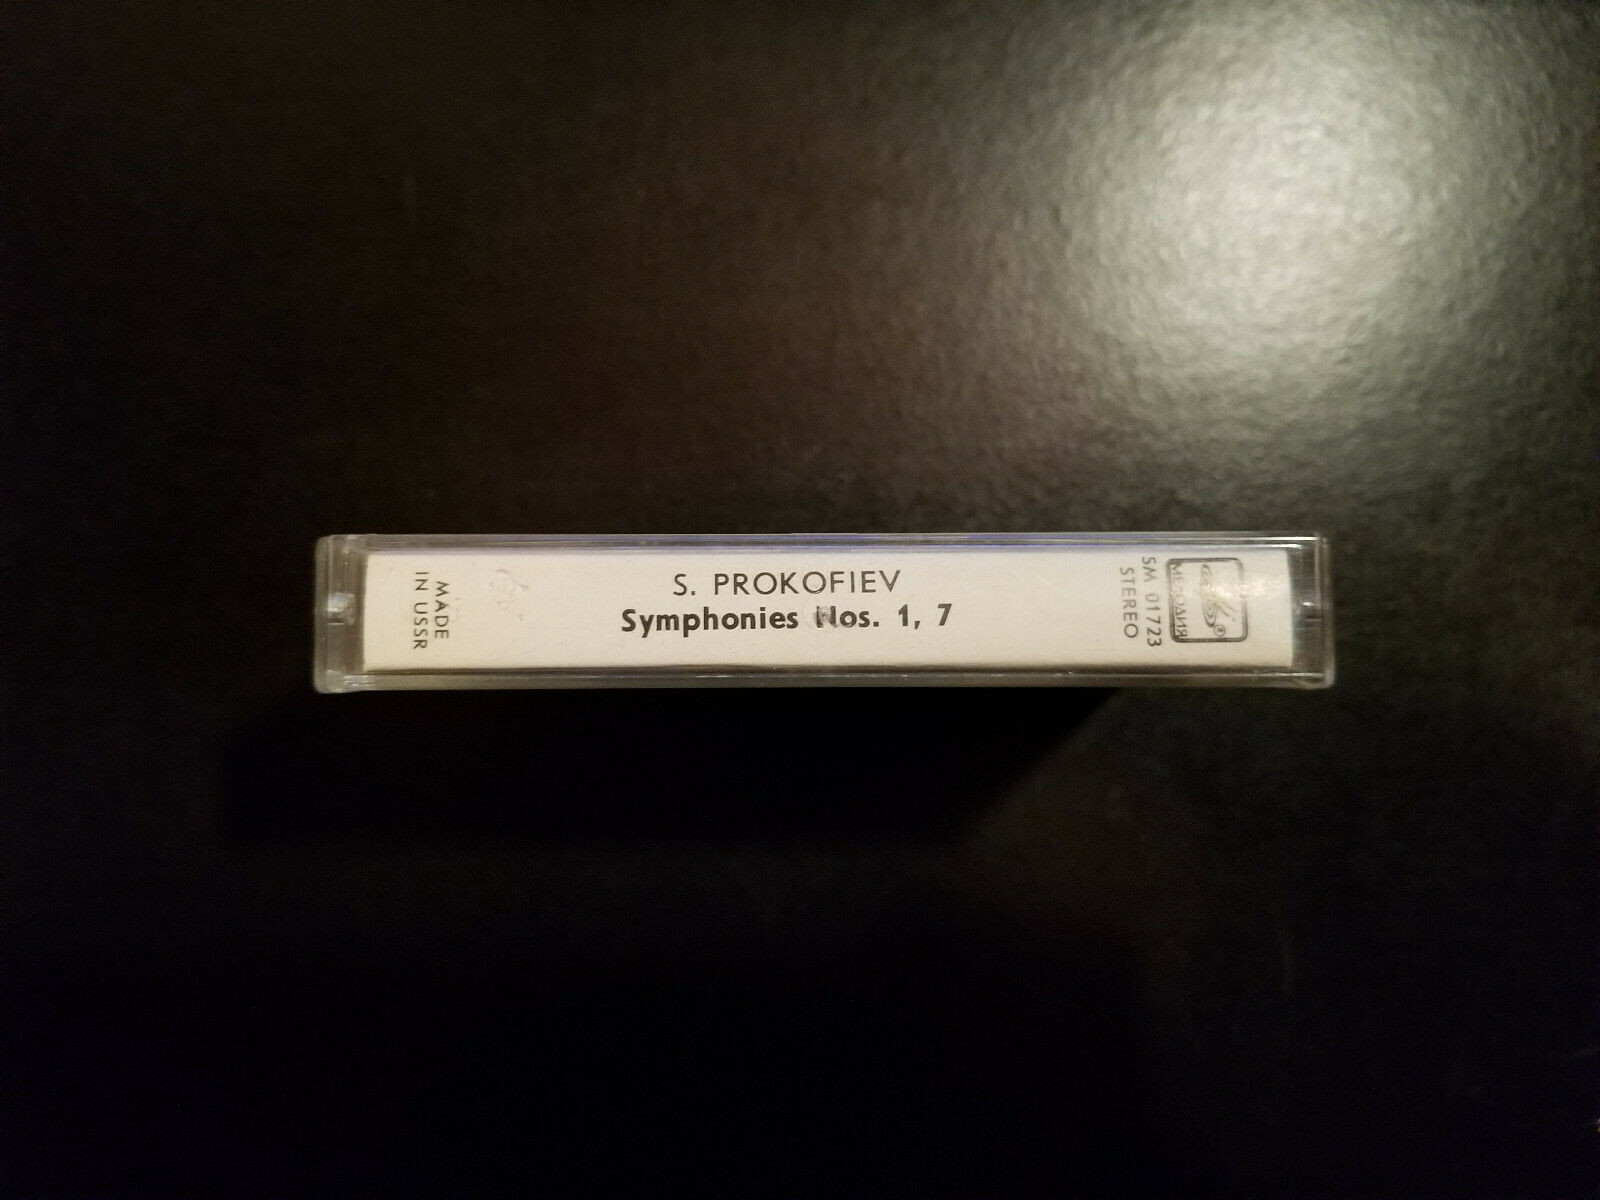 MADE
IN USSR
S. PROKOFIEV
Symphonies Nos. 1, 7
МЕЛОДИЯ
SM 01723
STEREO